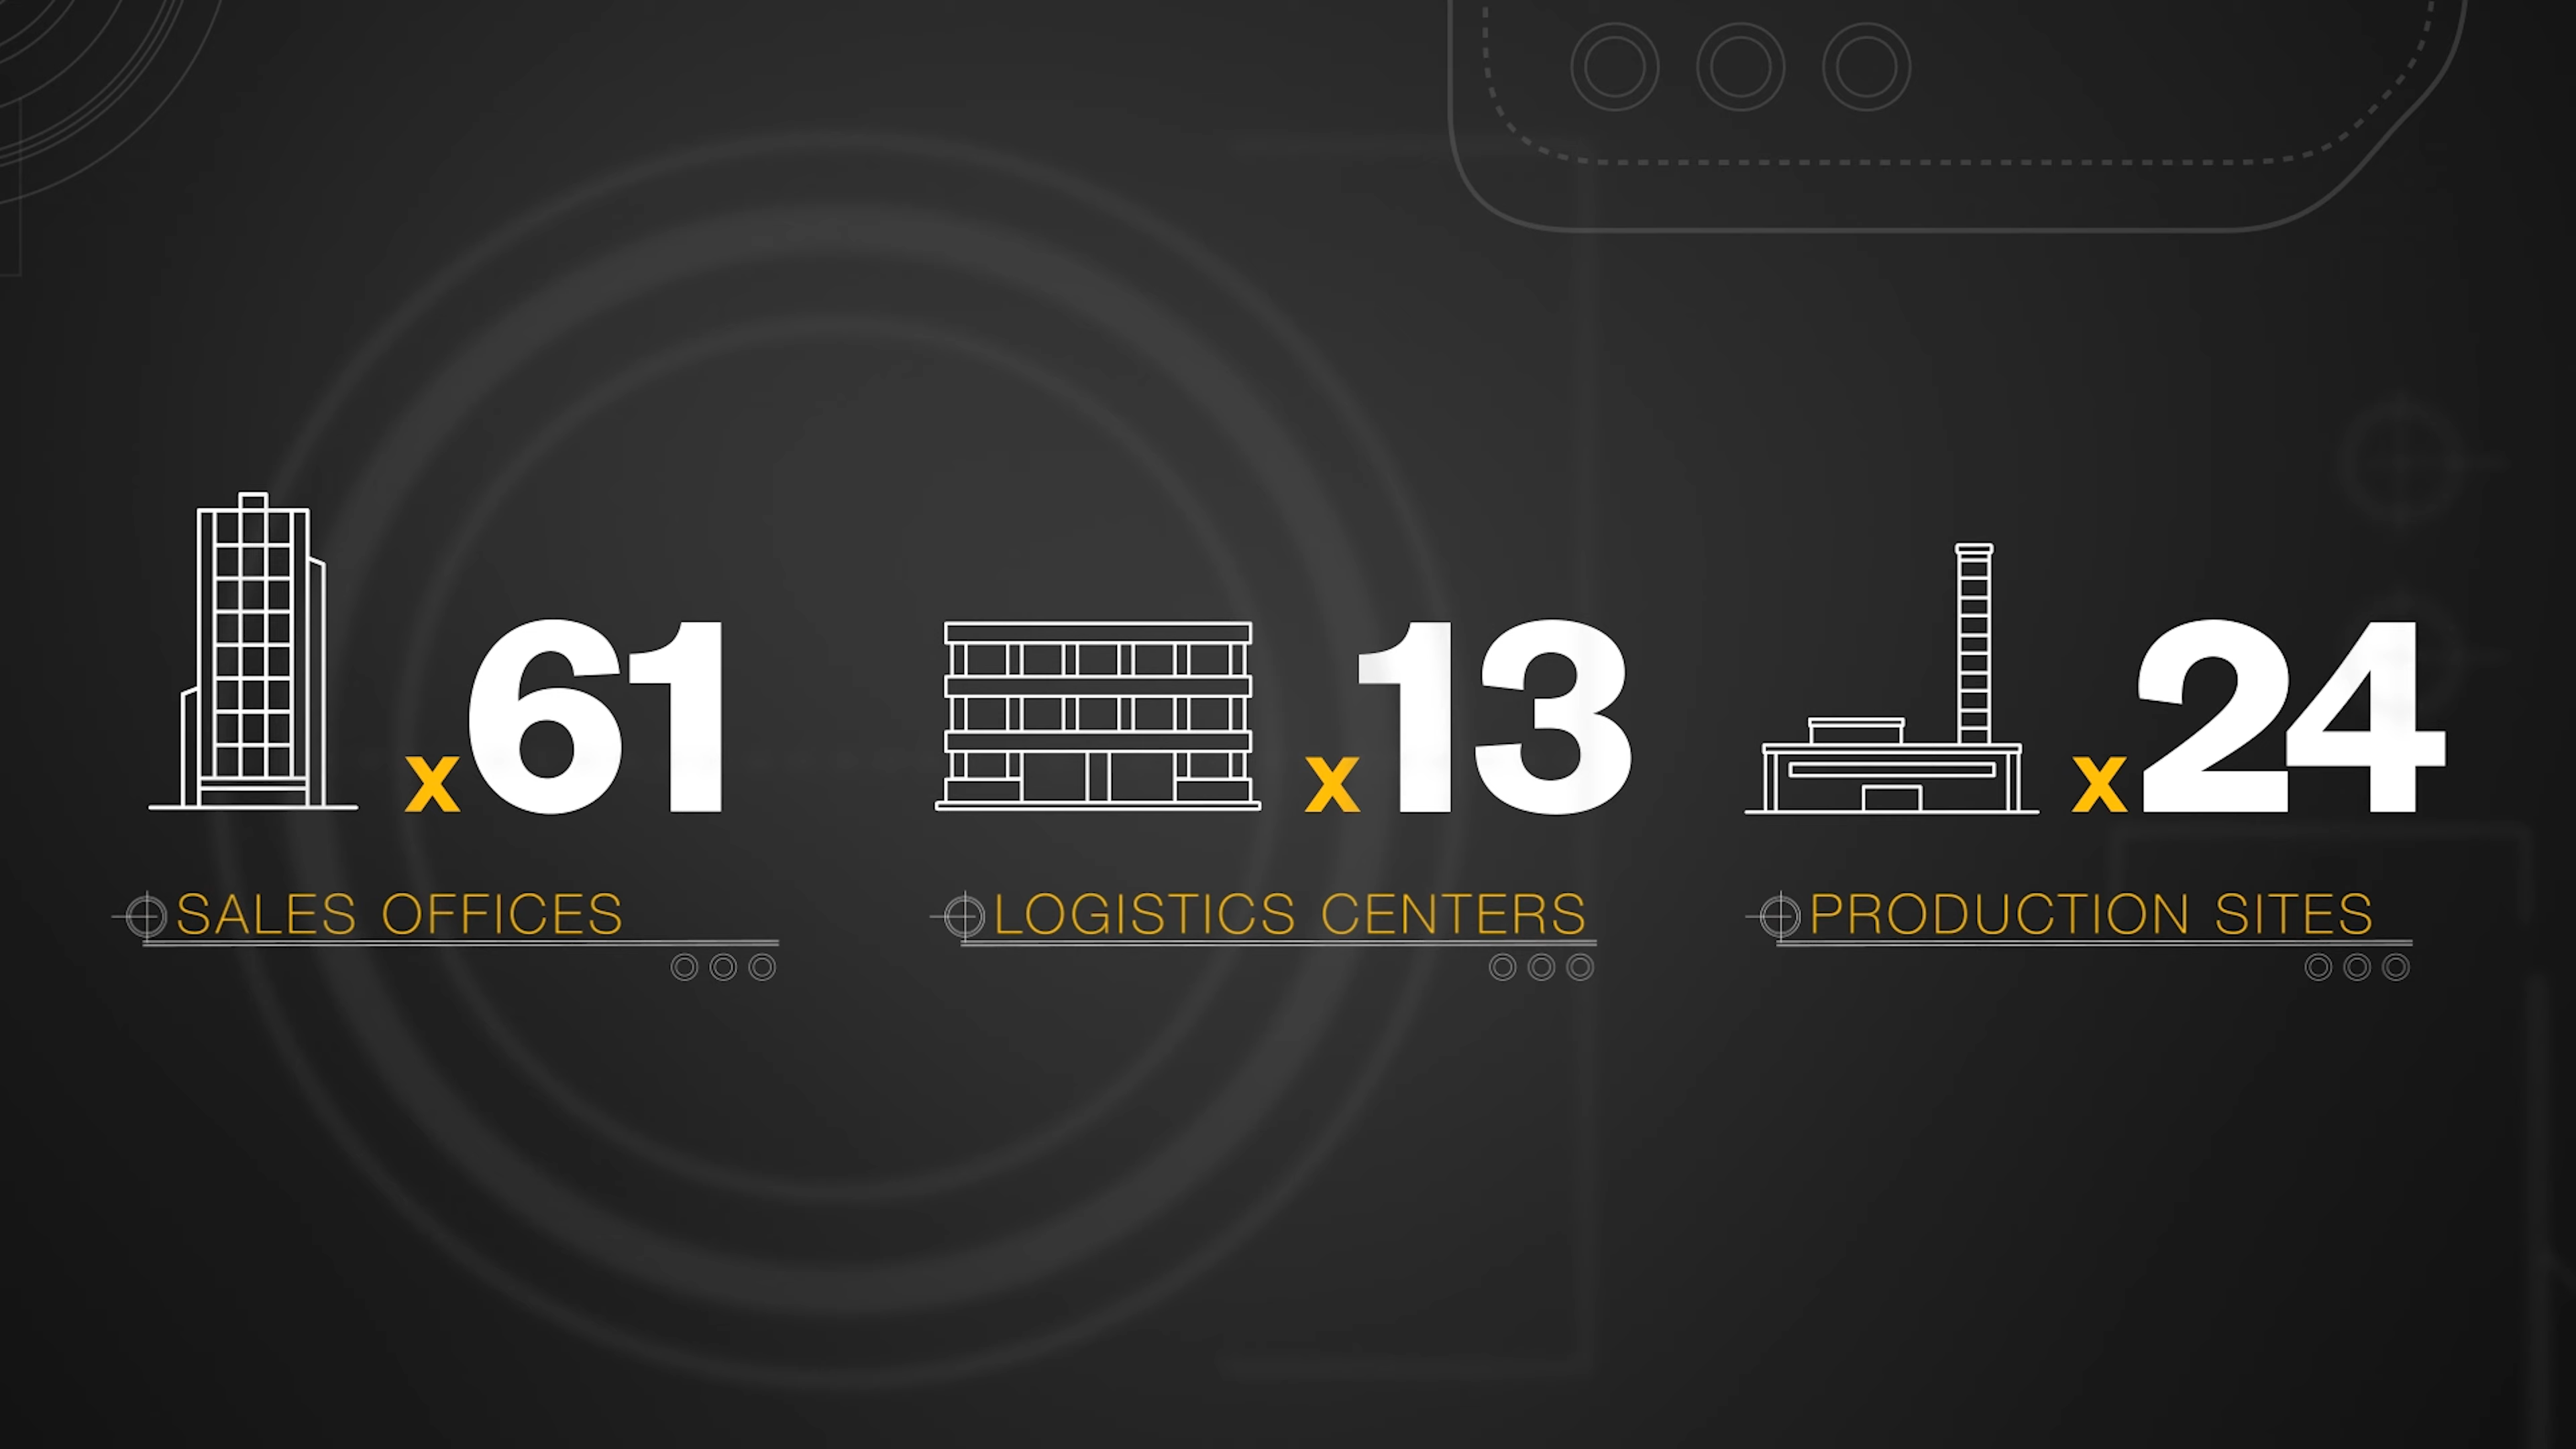 x61
SALES OFFICES
x13
LOGISTICS CENTERS
x24
PRODUCTION SITES